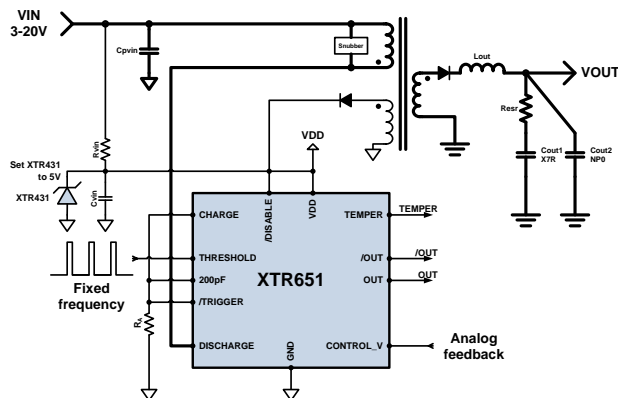 VIN
3-20V
Cpvin
Snubber
Lout
VOUT
Resr
Cout1
X7R
Cout2
NP0
Rvin
VDD
Set XTR431
to 5V
XTR431
Cvin
CHARGE
/DISABLE
VDD
TEMPER
TEMPER
THRESHOLD
/OUT
/OUT
200pF
XTR651
OUT
OUT
Fixed
frequency
/TRIGGER
RA
DISCHARGE
GND
CONTROL_V
Analog
feedback